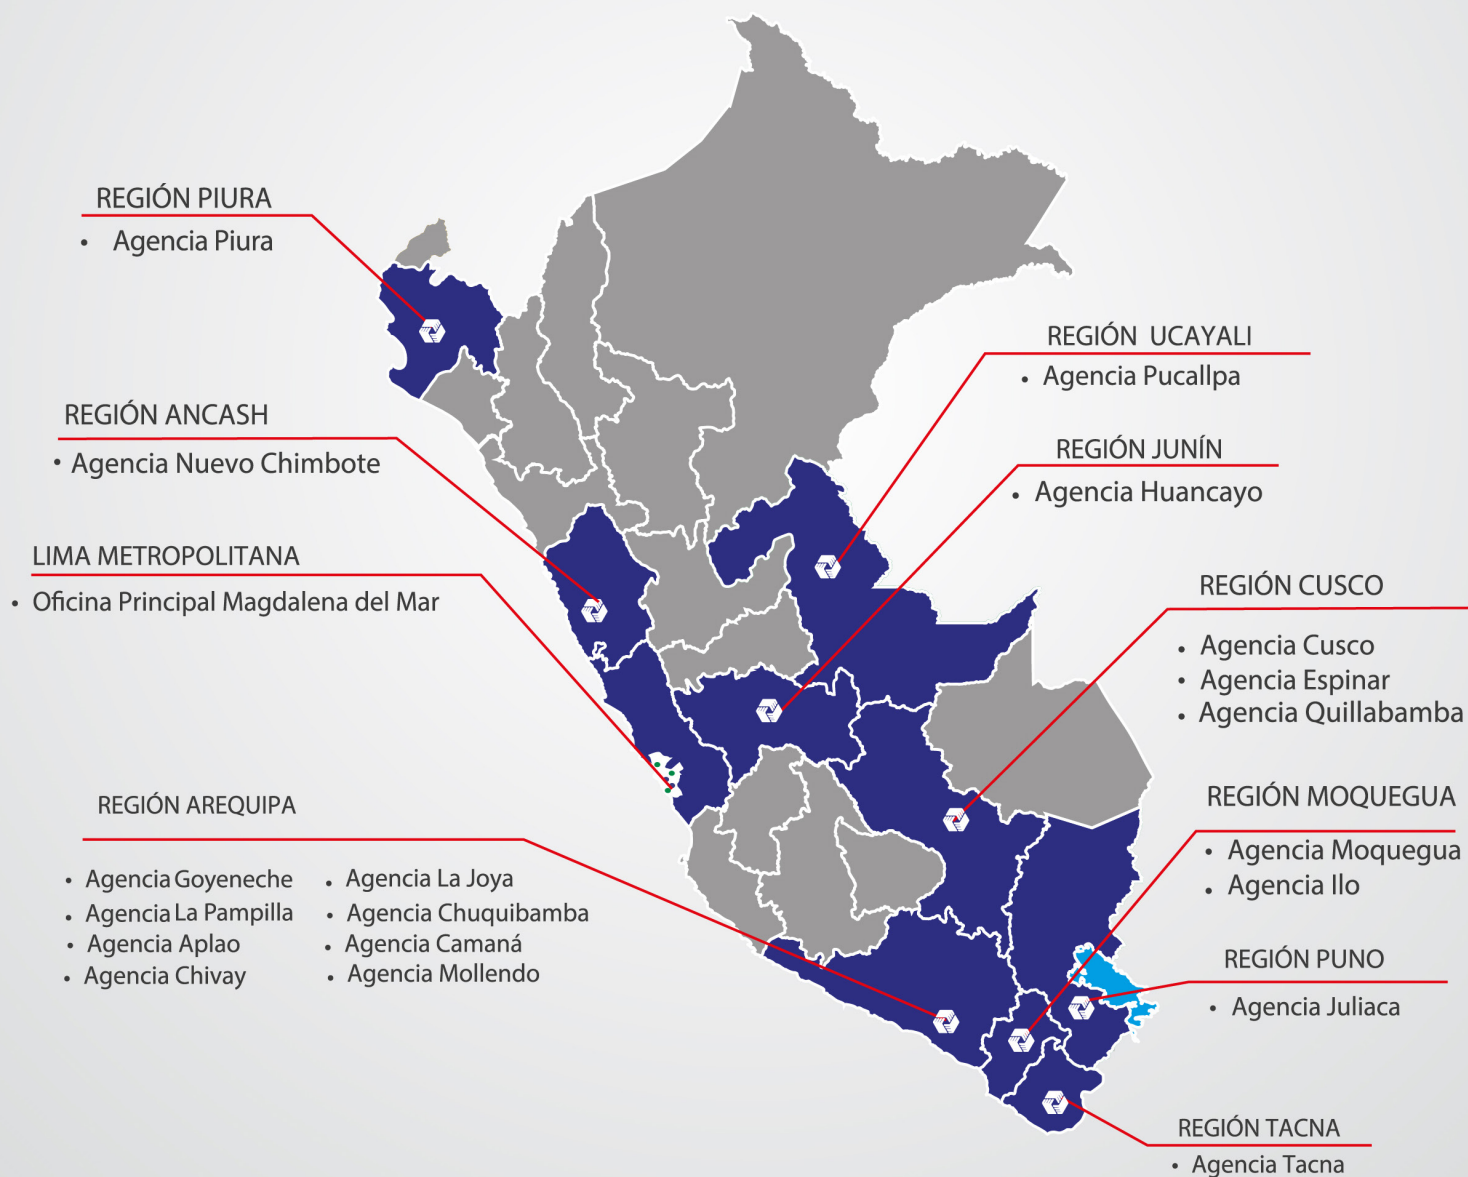 REGIÓN PIURA
• Agencia Piura
REGIÓN ANCASH
• Agencia Nuevo Chimbote
LIMA METROPOLITANA
• Oficina Principal Magdalena del Mar
REGIÓN AREQUIPA
• Agencia Goyeneche
• Agencia La Pampilla
• Agencia Aplao
• Agencia Chivay
• Agencia La Joya
• Agencia Chuquibamba
• Agencia Camaná
• Agencia Mollendo
REGIÓN UCAYALI
• Agencia Pucallpa
REGIÓN JUNÍN
• Agencia Huancayo
REGIÓN CUSCO
• Agencia Cusco
• Agencia Espinar
• Agencia Quillabamba
REGIÓN MOQUEGUA
• Agencia Moquegua
• Agencia Ilo
REGIÓN PUNO
• Agencia Juliaca
REGIÓN TACNA
• Agencia Tacna